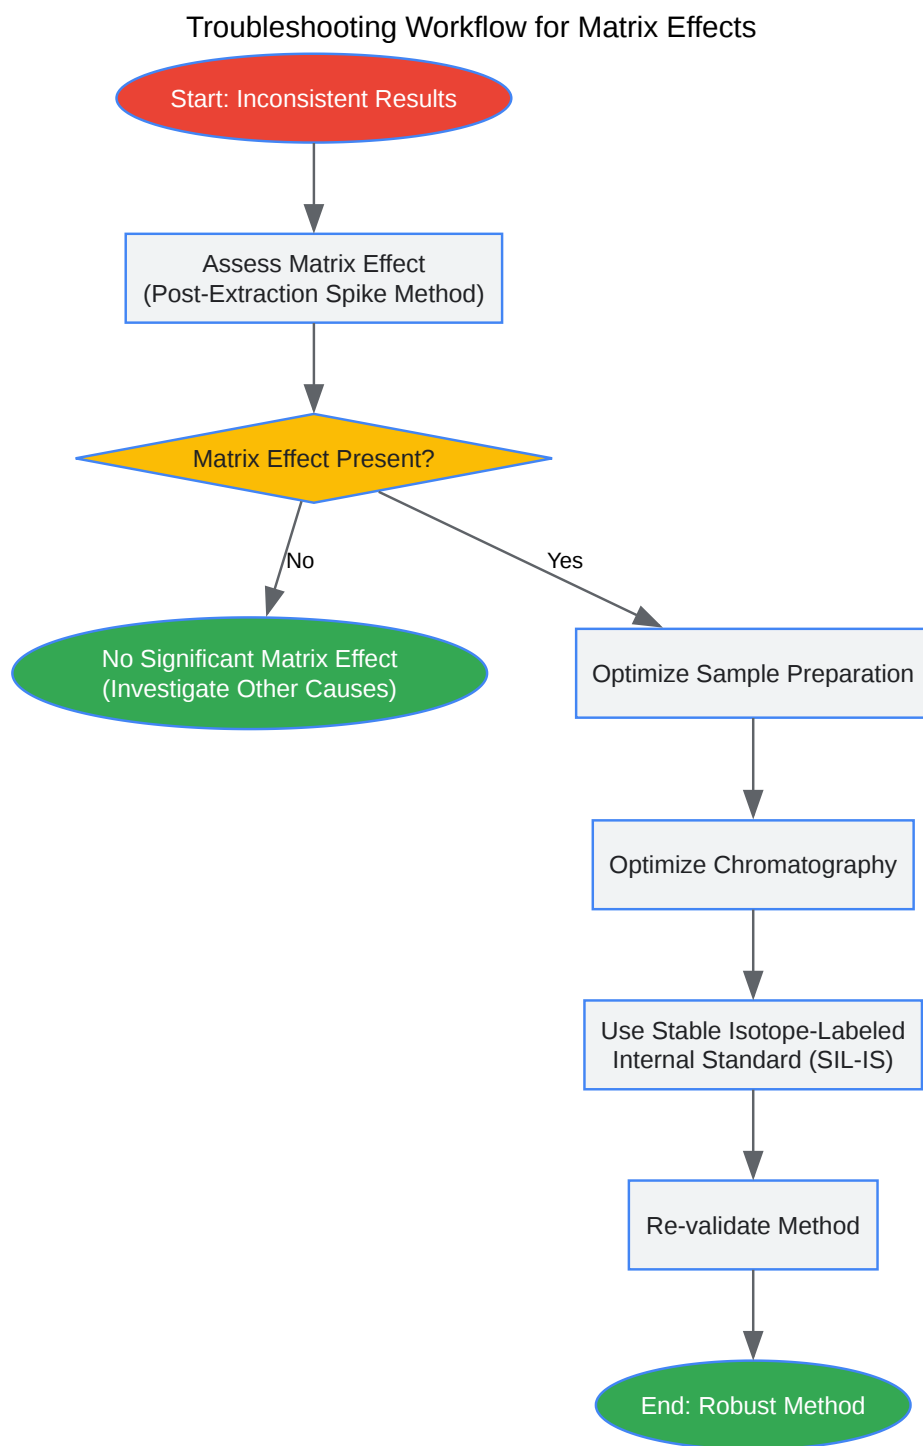 Troubleshooting Workflow for Matrix Effects
Start: Inconsistent Results
Assess Matrix Effect
(Post-Extraction Spike Method)
Matrix Effect Present?
No
Yes
No Significant Matrix Effect
(Investigate Other Causes)
Optimize Sample Preparation
Optimize Chromatography
Use Stable Isotope-Labeled
Internal Standard (SIL-IS)
Re-validate Method
End: Robust Method